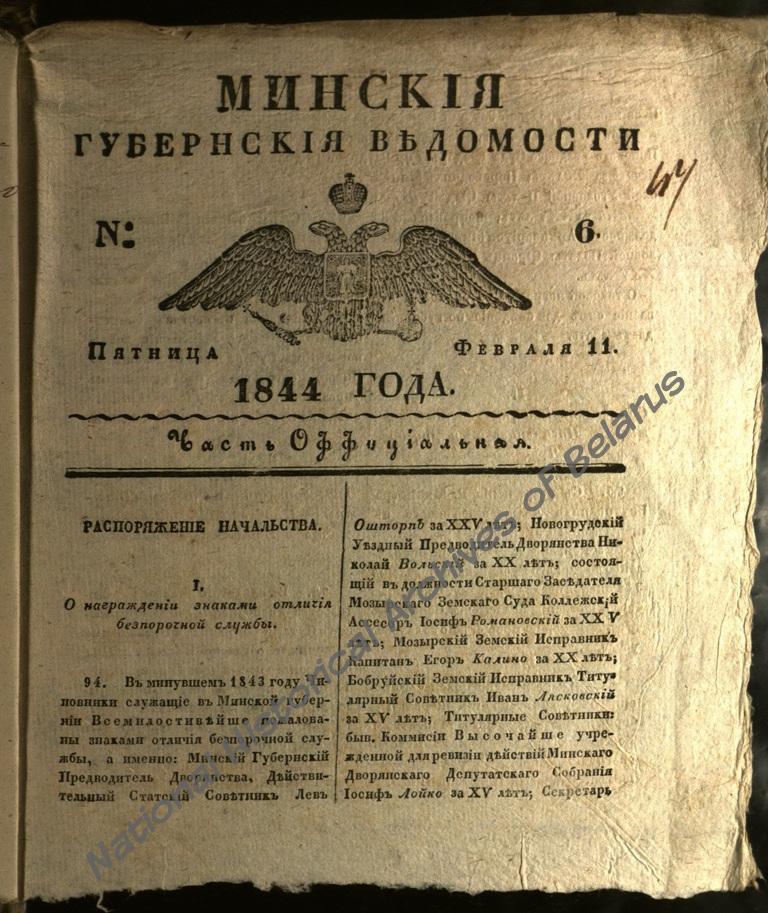 МИНСКІЯ
ГУБЕРНСКІЯ ВѢДОМОСТИ
47
№: 6.
ПЯТНИЦА ФЕВРАЛЯ 11.
1844 ГОДА.
Часть Оффиціальная.
РАСПОРЯЖЕНІЕ НАЧАЛЬСТВА.
I.
О награжденіи знаками отличія
безпорочной службы.
94. Въ минувшемъ 1843 году Чи-
новники служащіе въ Минской губер-
ніи Всемилостивѣйше пожалова-
ны знаками отличія безпорочной слу-
жбы, а именно: Минскій Губернскій
Предводитель Дворянства, Дѣйстви-
тельный Статскій Совѣтникъ Левъ
Ошторпъ за XXV лѣтъ; Новогрудскій
Уѣздный Предводитель Дворянства Ни-
колай Вольскій за XX лѣтъ; состоя-
щій въ должности Старшаго Засѣдателя
Мозырскаго Земскаго Суда Коллежскій
Ассесоръ Іосифъ Романовскій за XXV
лѣтъ; Мозырскій Земскій Исправникъ
Капитанъ Егоръ Калино за XX лѣтъ;
Бобруйскій Земскій Исправникъ Титу-
лярный Совѣтникъ Иванъ Лясковскій
за XV лѣтъ; Титулярные Совѣтники:
быв. Коммисіи Высочайше учре-
жденной для ревизіи дѣйствій Минскаго
Дворянскаго Депутатскаго Собранія
Іосифъ Лойко за XV лѣтъ; Секретарь
National Historical Archives of Belarus